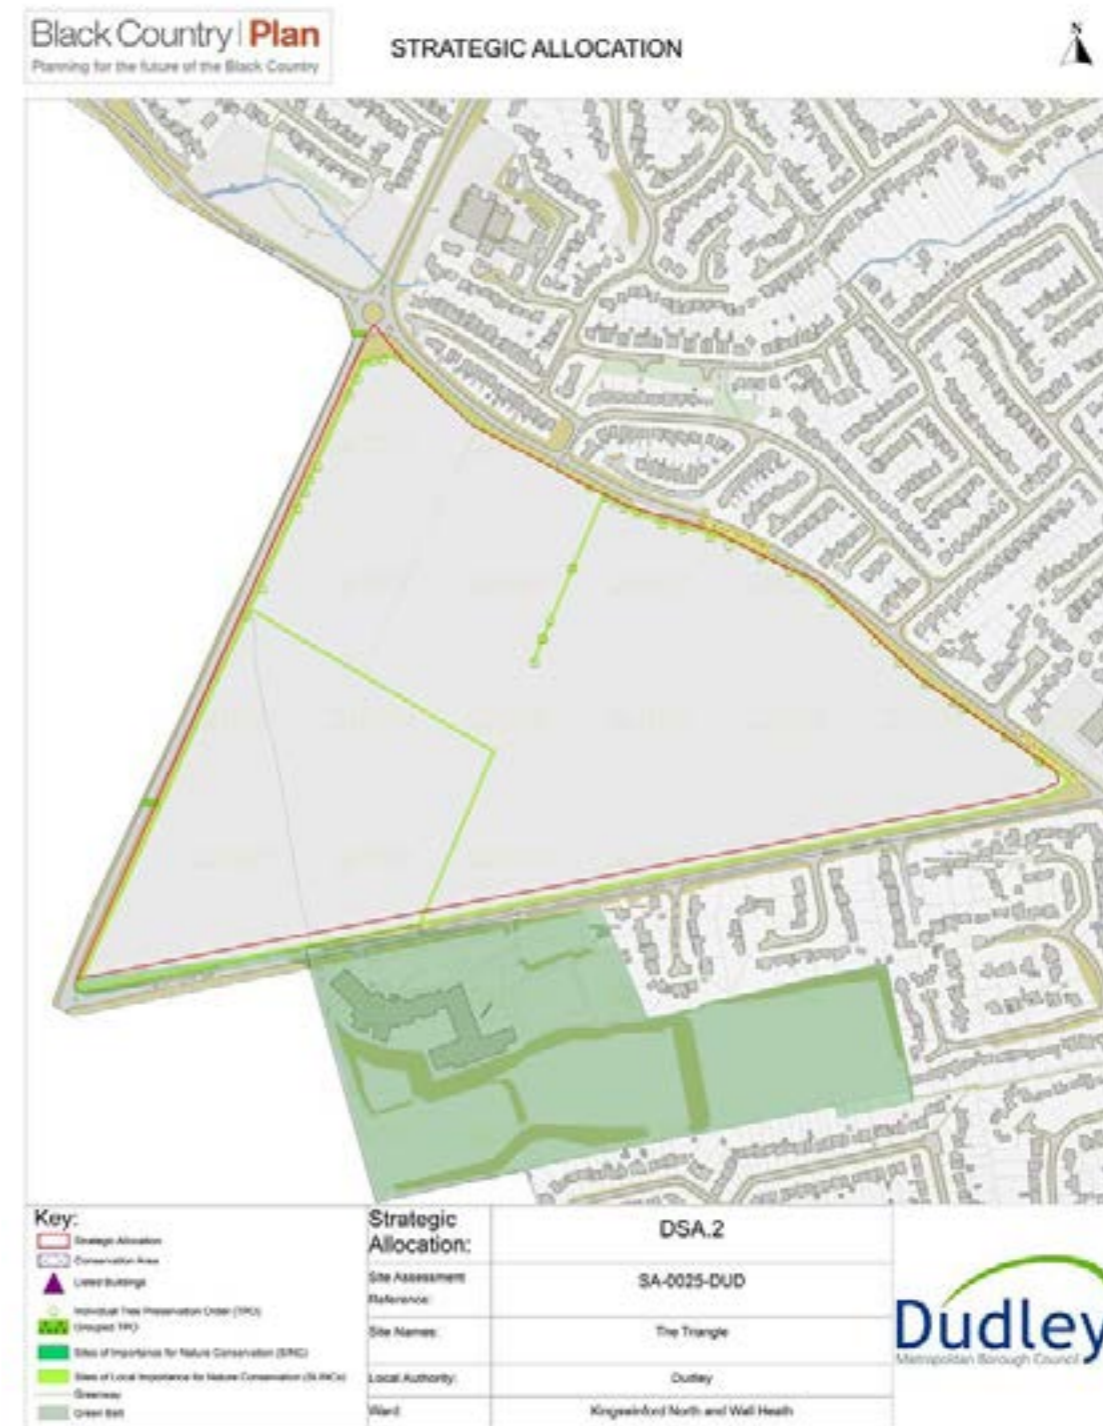 Black Country Plan
Planning for the future of the Black Country
STRATEGIC ALLOCATION
N
Key:
Strategic Allocation
Conservation Area
Listed Buildings
Individual Tree Preservation Order (TPO)
Grouped TPO
Sites of Importance for Nature Conservation (SINC)
Sites of Local Importance for Nature Conservation (SLINCs)
Greenway
Green Belt
Strategic
Allocation:
DSA.2
Site Assessment
Reference:
SA-0025-DUD
Site Names:
The Triangle
Local Authority:
Dudley
Ward:
Kingswinford North and Wall Heath
Dudley
Metropolitan Borough Council